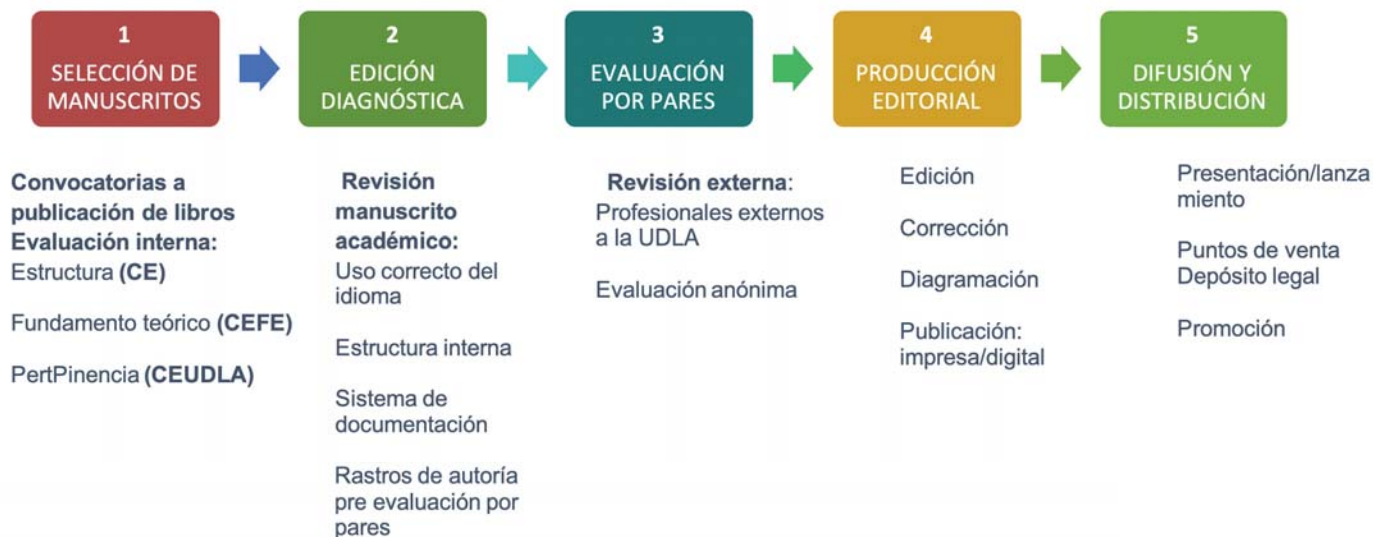 1
SELECCIÓN DE
MANUSCRITOS
2
EDICIÓN
DIAGNÓSTICA
3
EVALUACIÓN
POR PARES
4
PRODUCCIÓN
EDITORIAL
5
DIFUSIÓN Y
DISTRIBUCIÓN
Convocatorias a
publicación de libros
Evaluación interna:
Estructura (CE)
Fundamento teórico (CEFE)
PertPinencia (CEUDLA)
Revisión
manuscrito
académico:
Uso correcto del
idioma
Estructura interna
Sistema de
documentación
Rastros de autoría
pre evaluación por
pares
Revisión externa:
Profesionales externos
a la UDLA
Evaluación anónima
Edición
Corrección
Diagramación
Publicación:
impresa/digital
Presentación/lanza
miento
Puntos de venta
Depósito legal
Promoción